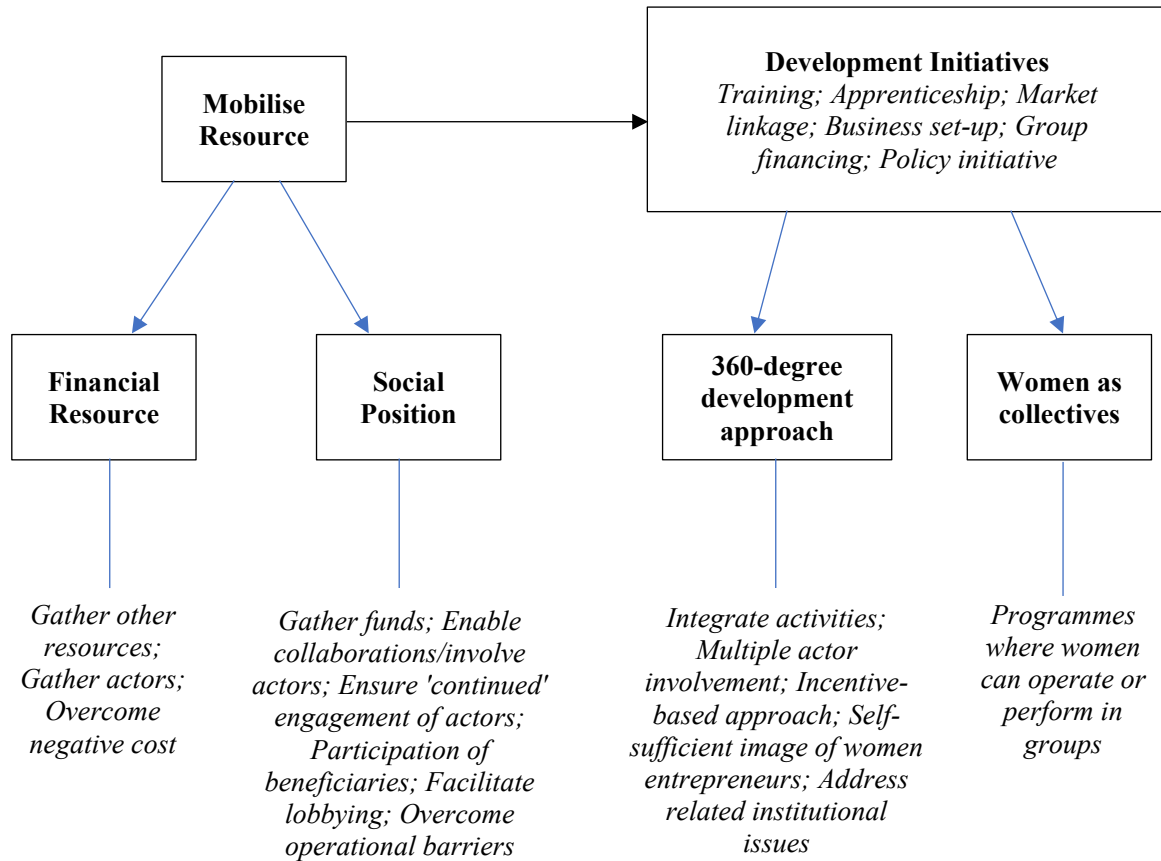 Mobilise
Resource
Development Initiatives
Training; Apprenticeship; Market
linkage; Business set-up; Group
financing; Policy initiative
Financial
Resource
Social
Position
360-degree
development
approach
Women as
collectives
Gather other
resources;
Gather actors;
Overcome
negative cost
Gather funds; Enable
collaborations/involve
actors; Ensure 'continued'
engagement of actors;
Participation of
beneficiaries; Facilitate
lobbying; Overcome
operational barriers
Integrate activities;
Multiple actor
involvement; Incentive-
based approach; Self-
sufficient image of women
entrepreneurs; Address
related institutional
issues
Programmes
where women
can operate or
perform in
groups